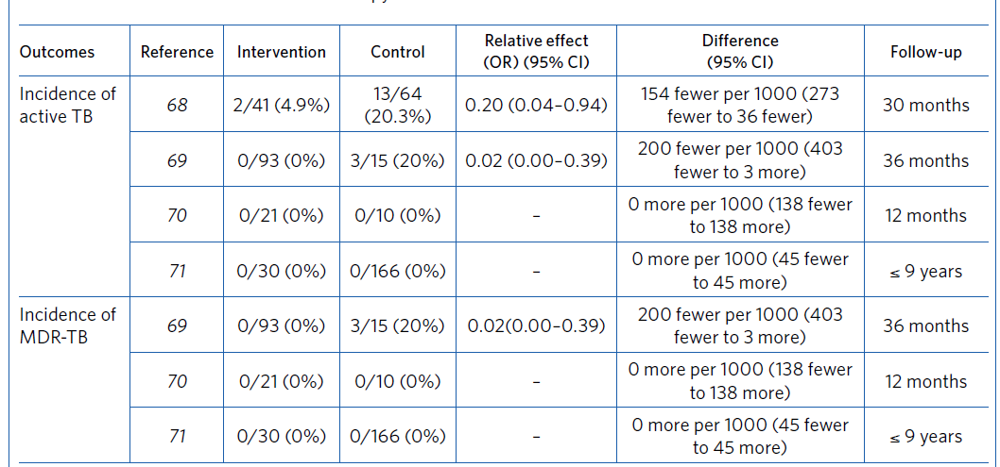 Outcomes Reference Intervention Control Relative effect (OR) (95% CI) Difference (95% CI) Follow-up
Incidence of active TB 68 2/41 (4.9%) 13/64 (20.3%) 0.20 (0.04–0.94) 154 fewer per 1000 (273 fewer to 36 fewer) 30 months
69 0/93 (0%) 3/15 (20%) 0.02 (0.00–0.39) 200 fewer per 1000 (403 fewer to 3 more) 36 months
70 0/21 (0%) 0/10 (0%) – 0 more per 1000 (138 fewer to 138 more) 12 months
71 0/30 (0%) 0/166 (0%) – 0 more per 1000 (45 fewer to 45 more) ≤ 9 years
Incidence of MDR-TB 69 0/93 (0%) 3/15 (20%) 0.02(0.00–0.39) 200 fewer per 1000 (403 fewer to 3 more) 36 months
70 0/21 (0%) 0/10 (0%) – 0 more per 1000 (138 fewer to 138 more) 12 months
71 0/30 (0%) 0/166 (0%) – 0 more per 1000 (45 fewer to 45 more) ≤ 9 years